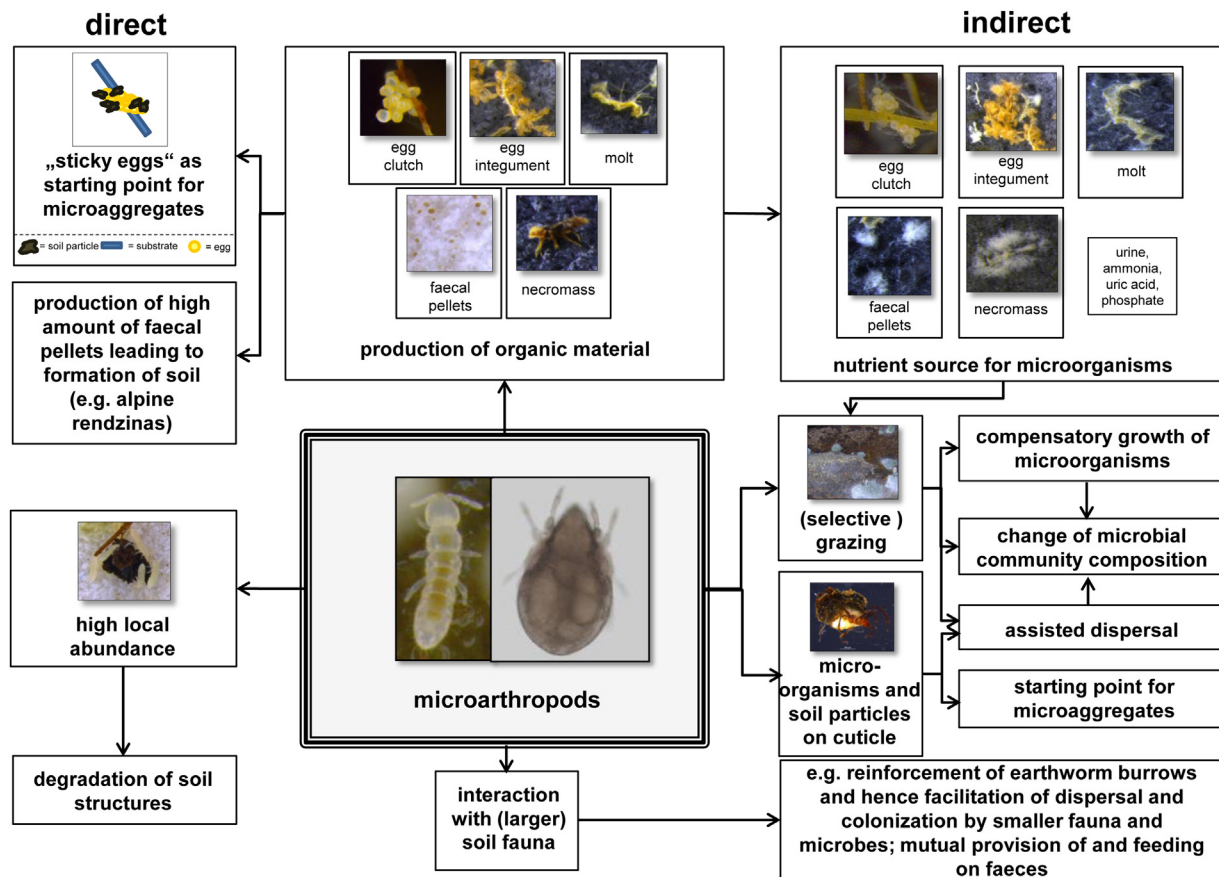 direct
indirect
„sticky eggs“ as
starting point for
microaggregates
= soil particle
= substrate
= egg
production of high
amount of faecal
pellets leading to
formation of soil
(e.g. alpine
rendzinas)
egg
clutch
egg
integument
molt
faecal
pellets
necromass
production of organic material
egg
clutch
egg
integument
molt
faecal
pellets
necromass
urine,
ammonia,
uric acid,
phosphate
nutrient source for microorganisms
high local
abundance
degradation of soil
structures
microarthropods
(selective )
grazing
micro-
organisms and
soil particles
on cuticle
compensatory growth of
microorganisms
change of microbial
community composition
assisted dispersal
starting point for
microaggregates
interaction
with (larger)
soil fauna
e.g. reinforcement of earthworm burrows
and hence facilitation of dispersal and
colonization by smaller fauna and
microbes; mutual provision of and feeding
on faeces